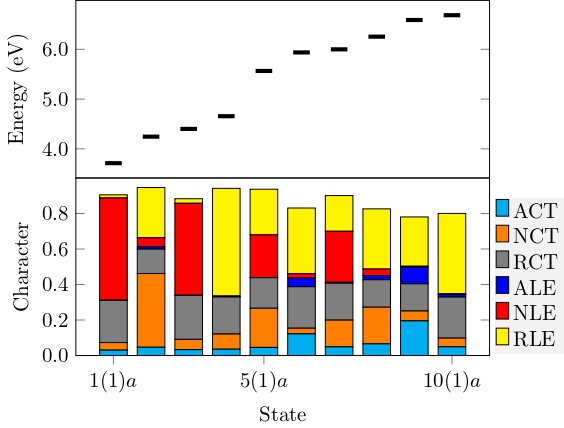 Energy (eV)
6.0
5.0
4.0
Character
0.8
0.6
0.4
0.2
0.0
1(1)a
5(1)a
10(1)a
State
ACT
NCT
RCT
ALE
NLE
RLE